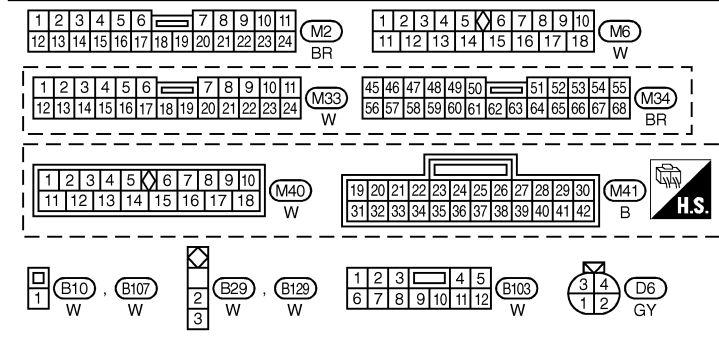 1 2 3 4 5 6 7 8 9 10 11 M2
12 13 14 15 16 17 18 19 20 21 22 23 24 BR
1 2 3 4 5 6 7 8 9 10 M6
11 12 13 14 15 16 17 18 W
1 2 3 4 5 6 7 8 9 10 11 M33
12 13 14 15 16 17 18 19 20 21 22 23 24 W
45 46 47 48 49 50 51 52 53 54 55 M34
56 57 58 59 60 61 62 63 64 65 66 67 68 BR
1 2 3 4 5 6 7 8 9 10 M40
11 12 13 14 15 16 17 18 W
19 20 21 22 23 24 25 26 27 28 29 30 M41
31 32 33 34 35 36 37 38 39 40 41 42 B
H.S.
1 B10 , B107
W W
2 3 B29 , B129
W W
1 2 3 4 5 B103
6 7 8 9 10 11 12 W
3 4 D6
1 2 GY